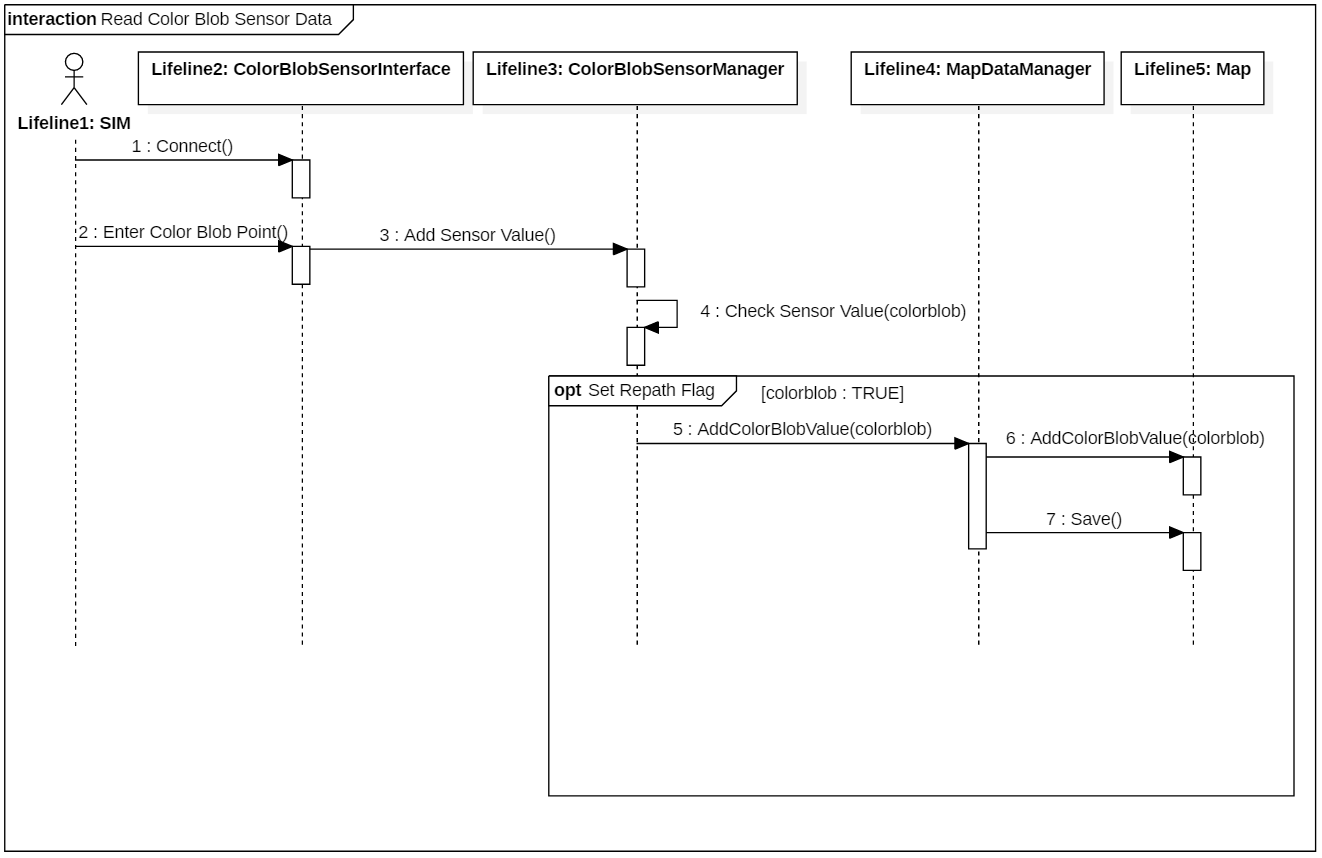 interaction Read Color Blob Sensor Data
Lifeline1: SIM
Lifeline2: ColorBlobSensorInterface
Lifeline3: ColorBlobSensorManager
Lifeline4: MapDataManager
Lifeline5: Map
1 : Connect()
2 : Enter Color Blob Point()
3 : Add Sensor Value()
4 : Check Sensor Value(colorblob)
opt Set Repath Flag
[colorblob : TRUE]
5 : AddColorBlobValue(colorblob)
6 : AddColorBlobValue(colorblob)
7 : Save()